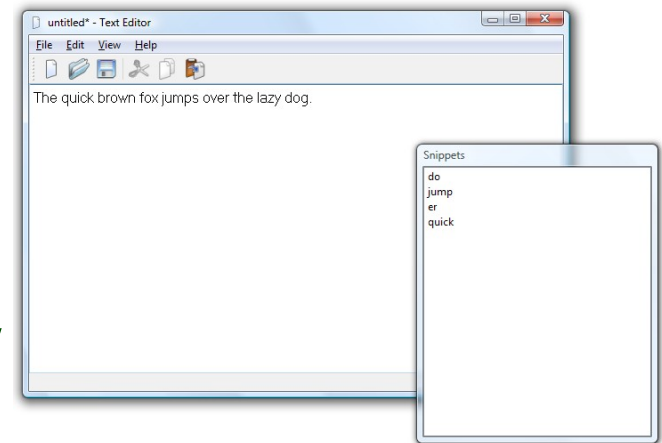 untitled* - Text Editor
File Edit View Help
The quick brown fox jumps over the lazy dog.
Snippets
do
jump
er
quick